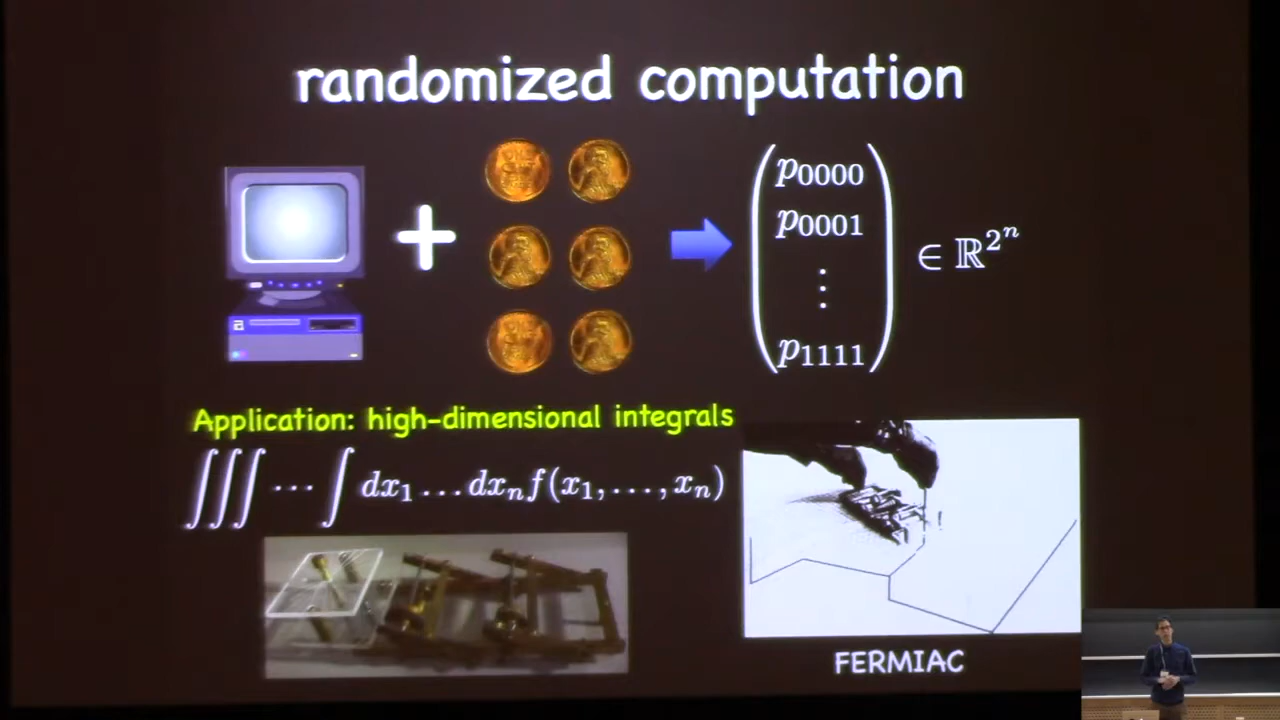 randomized computation
+
a
p₀₀₀₀
p₀₀₀₁
⋮
p₁₁₁₁
∈ ℝ^{2^n}
Application: high-dimensional integrals
∫∫∫ ··· ∫ dx₁ … dxₙ f(x₁, …, xₙ)
FERMIAC